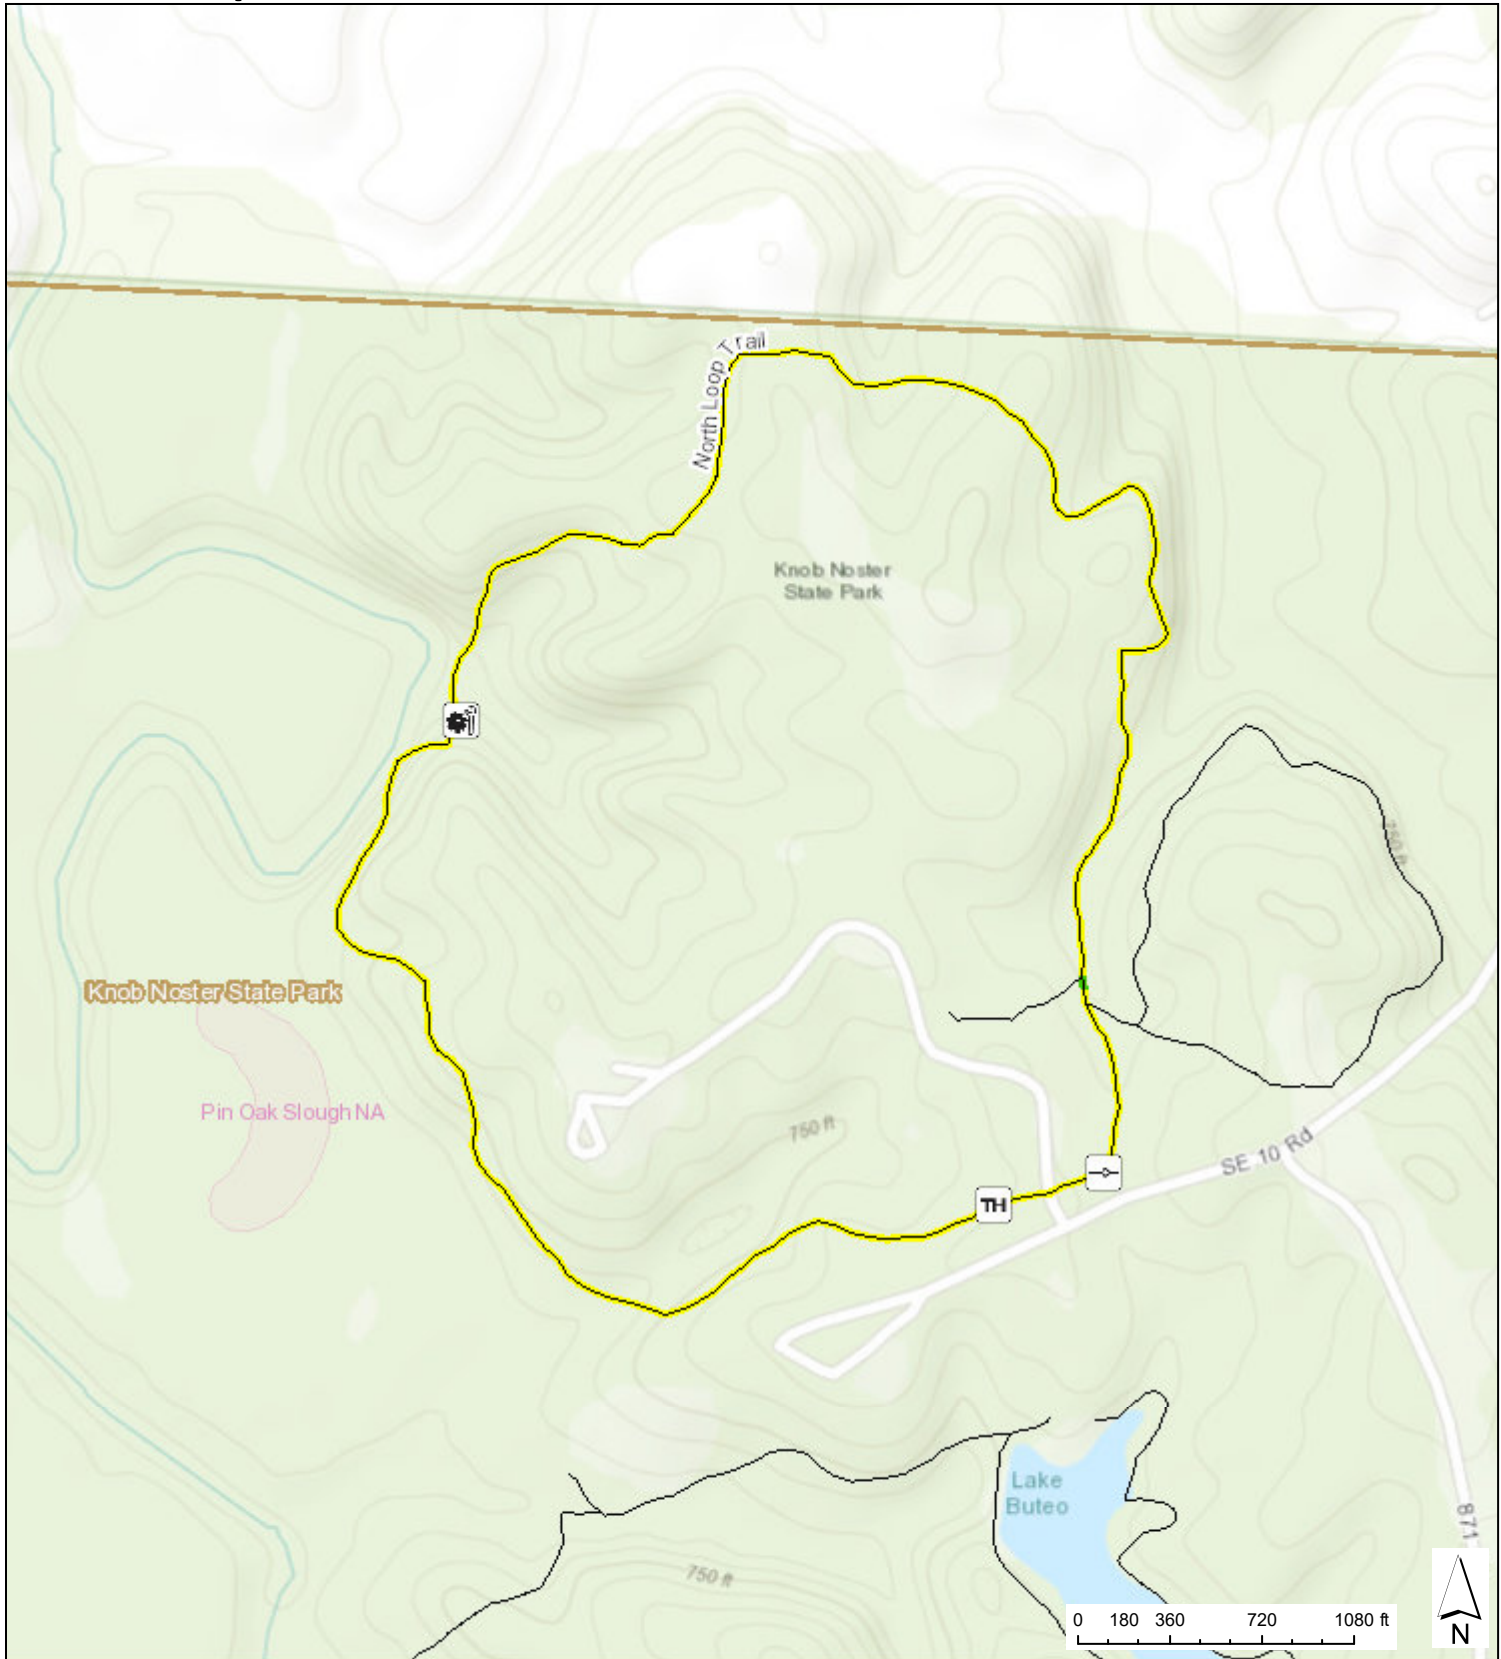 North Loop Trail
Knob Noster
State Park
750 ft
Knob Noster State Park
Pin Oak Slough NA
750 ft
SE 10 Rd
TH
Lake
Buteo
871
750 ft
0 180 360 720 1080 ft
N